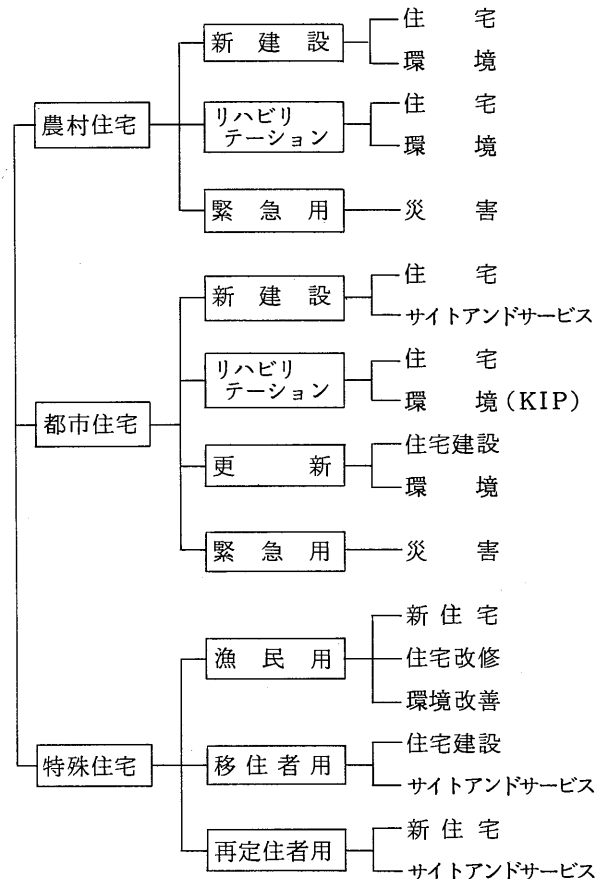 農村住宅
新建設
住宅
環境
リハビリ
テーション
住宅
環境
緊急用
災害
都市住宅
新建設
住宅
サイトアンドサービス
リハビリ
テーション
住宅
環境(KIP)
更新
住宅建設
環境
緊急用
災害
特殊住宅
漁民用
新住宅
住宅改修
環境改善
移住者用
住宅建設
サイトアンドサービス
再定住者用
新住宅
サイトアンドサービス